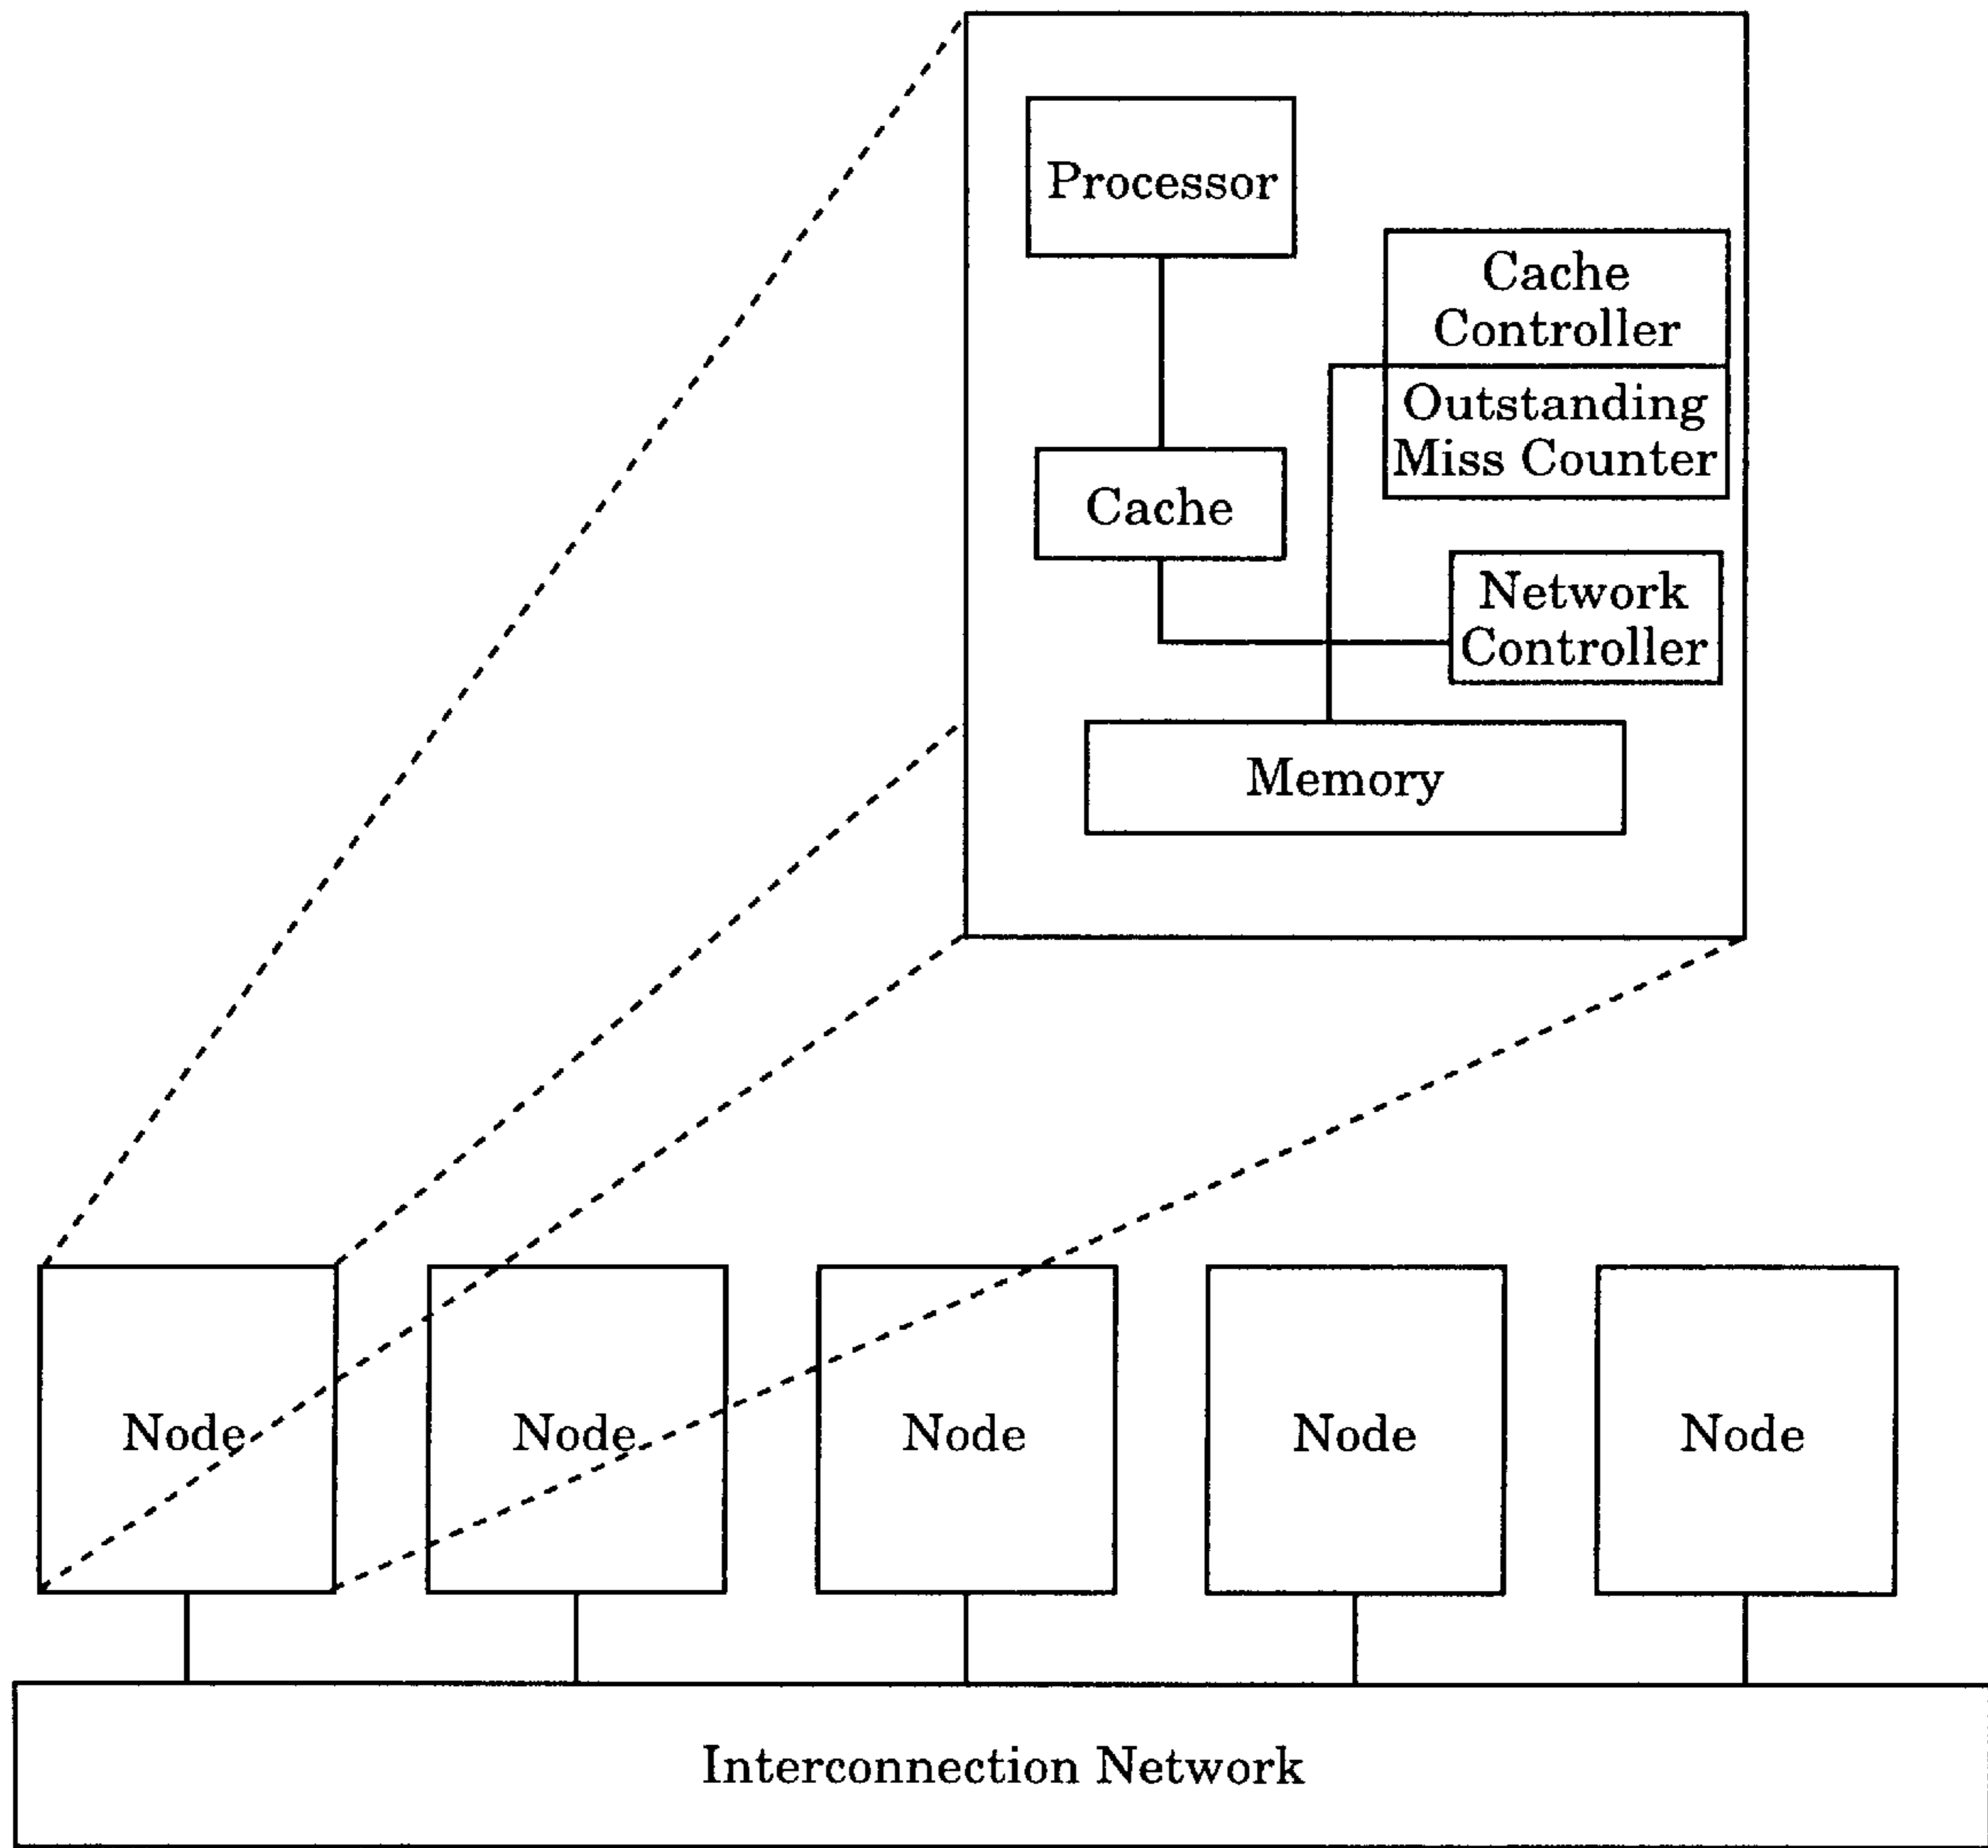 Processor
Cache
Controller
Outstanding
Miss Counter
Cache
Network
Controller
Memory
Node
Node
Node
Node
Node
Interconnection Network